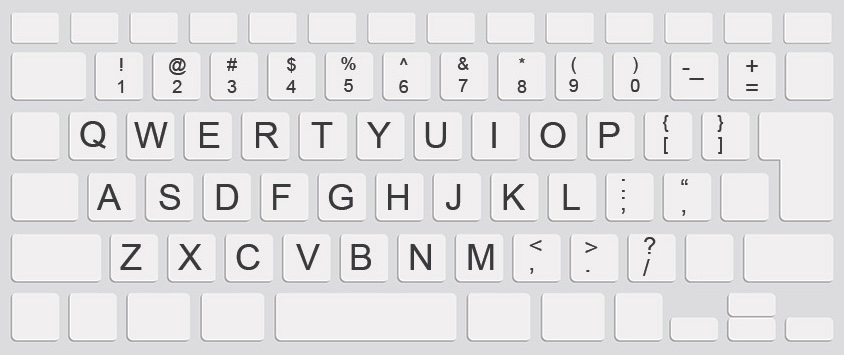 ! @ # $ % ^ & * ( ) -_ +
1 2 3 4 5 6 7 8 9 0 =
Q W E R T Y U I O P { }
[ ]
A S D F G H J K L : “
; ,
Z X C V B N M < > ?
, . /